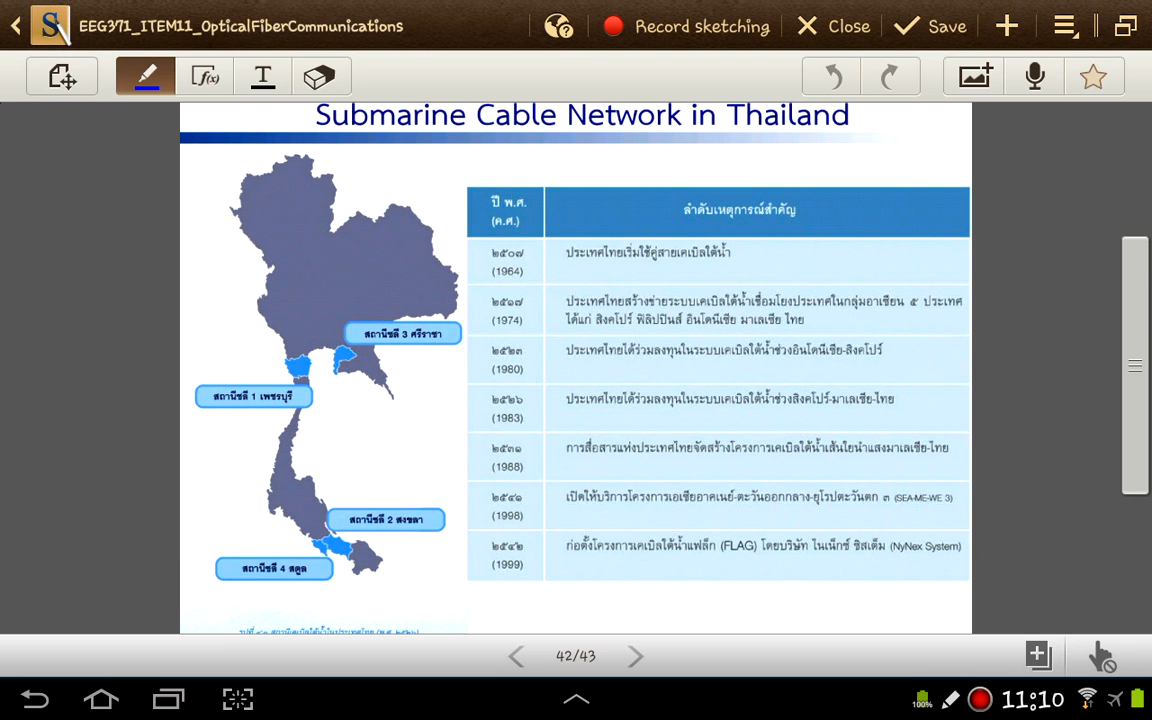 EEG371_ITEM11_OpticalFiberCommunications
Record sketching
Close
Save
f(x)
T
Submarine Cable Network in Thailand
ปี พ.ศ.
(ค.ศ.)
ลำดับเหตุการณ์สำคัญ
๒๕๐๗
(1964)
ประเทศไทยเริ่มใช้คู่สายเคเบิลใต้น้ำ
๒๕๑๗
(1974)
ประเทศไทยสร้างข่ายระบบเคเบิลใต้น้ำเชื่อมโยงประเทศในกลุ่มอาเซียน ๕ ประเทศ
ได้แก่ สิงคโปร์ ฟิลิปปินส์ อินโดนีเซีย มาเลเซีย ไทย
๒๕๒๓
(1980)
ประเทศไทยได้ร่วมลงทุนในระบบเคเบิลใต้น้ำช่วงอินโดนีเซีย-สิงคโปร์
๒๕๒๖
(1983)
ประเทศไทยได้ร่วมลงทุนในระบบเคเบิลใต้น้ำช่วงสิงคโปร์-มาเลเซีย-ไทย
๒๕๓๑
(1988)
การสื่อสารแห่งประเทศไทยจัดสร้างโครงการเคเบิลใต้น้ำเส้นใยนำแสงมาเลเซีย-ไทย
๒๕๔๑
(1998)
เปิดให้บริการโครงการเอเชียอาคเนย์-ตะวันออกกลาง-ยุโรปตะวันตก ๓ (SEA-ME-WE 3)
๒๕๔๒
(1999)
ก่อตั้งโครงการเคเบิลใต้น้ำแฟล็ก (FLAG) โดยบริษัท ไนเน็กซ์ ซิสเต็ม (NyNex System)
สถานีชลี 3 ศรีราชา
สถานีชลี 1 เพชรบุรี
สถานีชลี 2 สงขลา
สถานีชลี 4 สตูล
42/43
100%
11:10